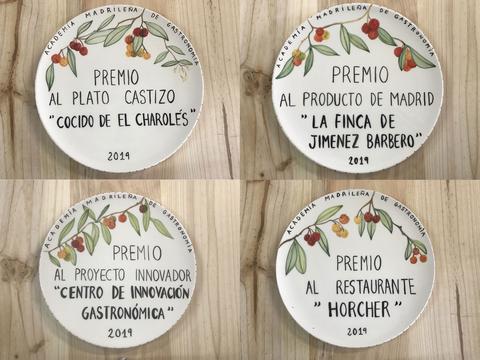 ACADEMIA MADRILEÑA DE GASTRONOMÍA
PREMIO
AL PLATO CASTIZO
"COCIDO DE EL CHAROLÉS"
2019
ACADEMIA MADRILEÑA DE GASTRONOMÍA
PREMIO
AL PRODUCTO DE MADRID
"LA FINCA DE
JIMENEZ BARBERO"
2019
ACADEMIA MADRILEÑA DE GASTRONOMÍA
PREMIO
AL PROYECTO INNOVADOR
"CENTRO DE INNOVACIÓN
GASTRONÓMICA"
2019
ACADEMIA MADRILEÑA DE GASTRONOMÍA
PREMIO
AL RESTAURANTE
"HORCHER"
2019